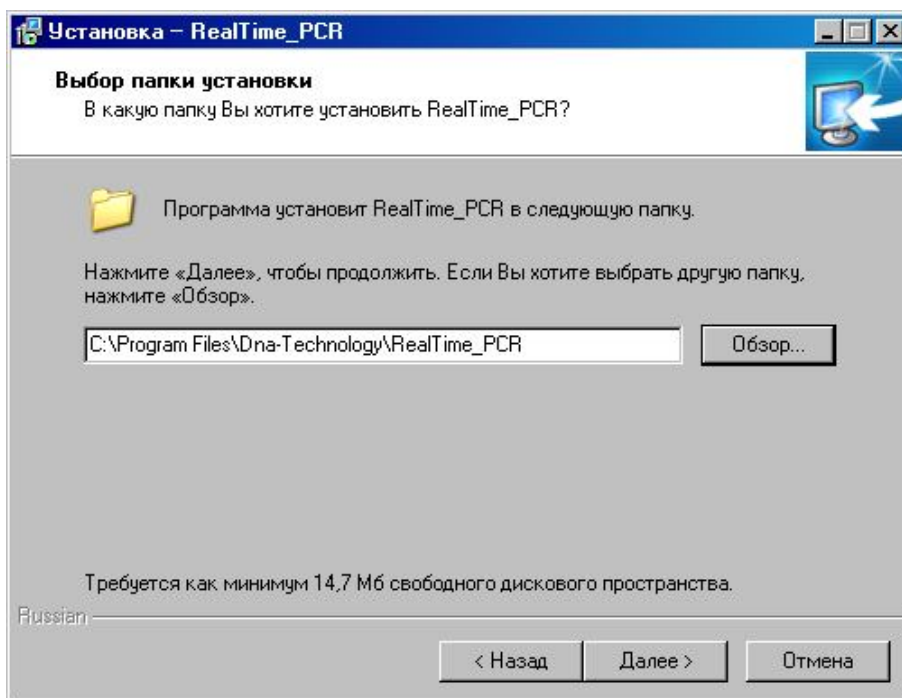 Установка – RealTime_PCR
Выбор папки установки
В какую папку Вы хотите установить RealTime_PCR?
Программа установит RealTime_PCR в следующую папку.
Нажмите «Далее», чтобы продолжить. Если Вы хотите выбрать другую папку,
нажмите «Обзор».
C:\Program Files\Dna-Technology\RealTime_PCR
Обзор...
Требуется как минимум 14,7 Мб свободного дискового пространства.
Russian
< Назад
Далее >
Отмена